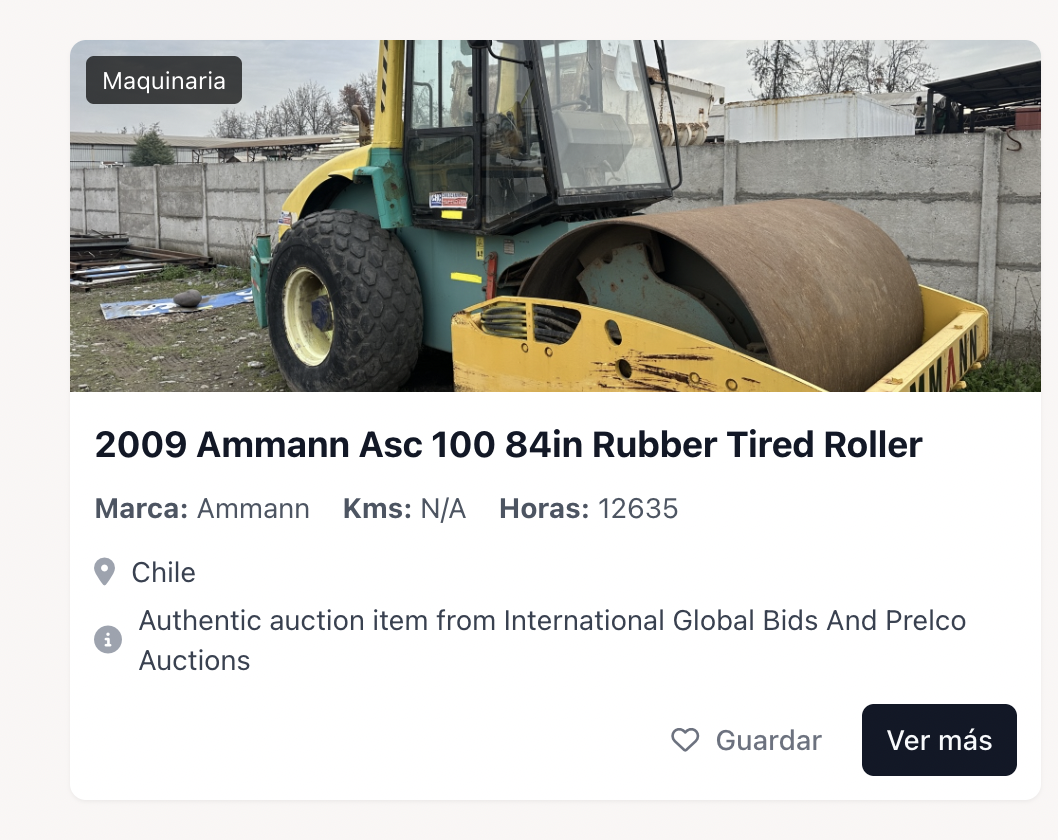 Maquinaria
2009 Ammann Asc 100 84in Rubber Tired Roller
Marca: Ammann Kms: N/A Horas: 12635
Chile
Authentic auction item from International Global Bids And Prelco
Auctions
Guardar Ver más